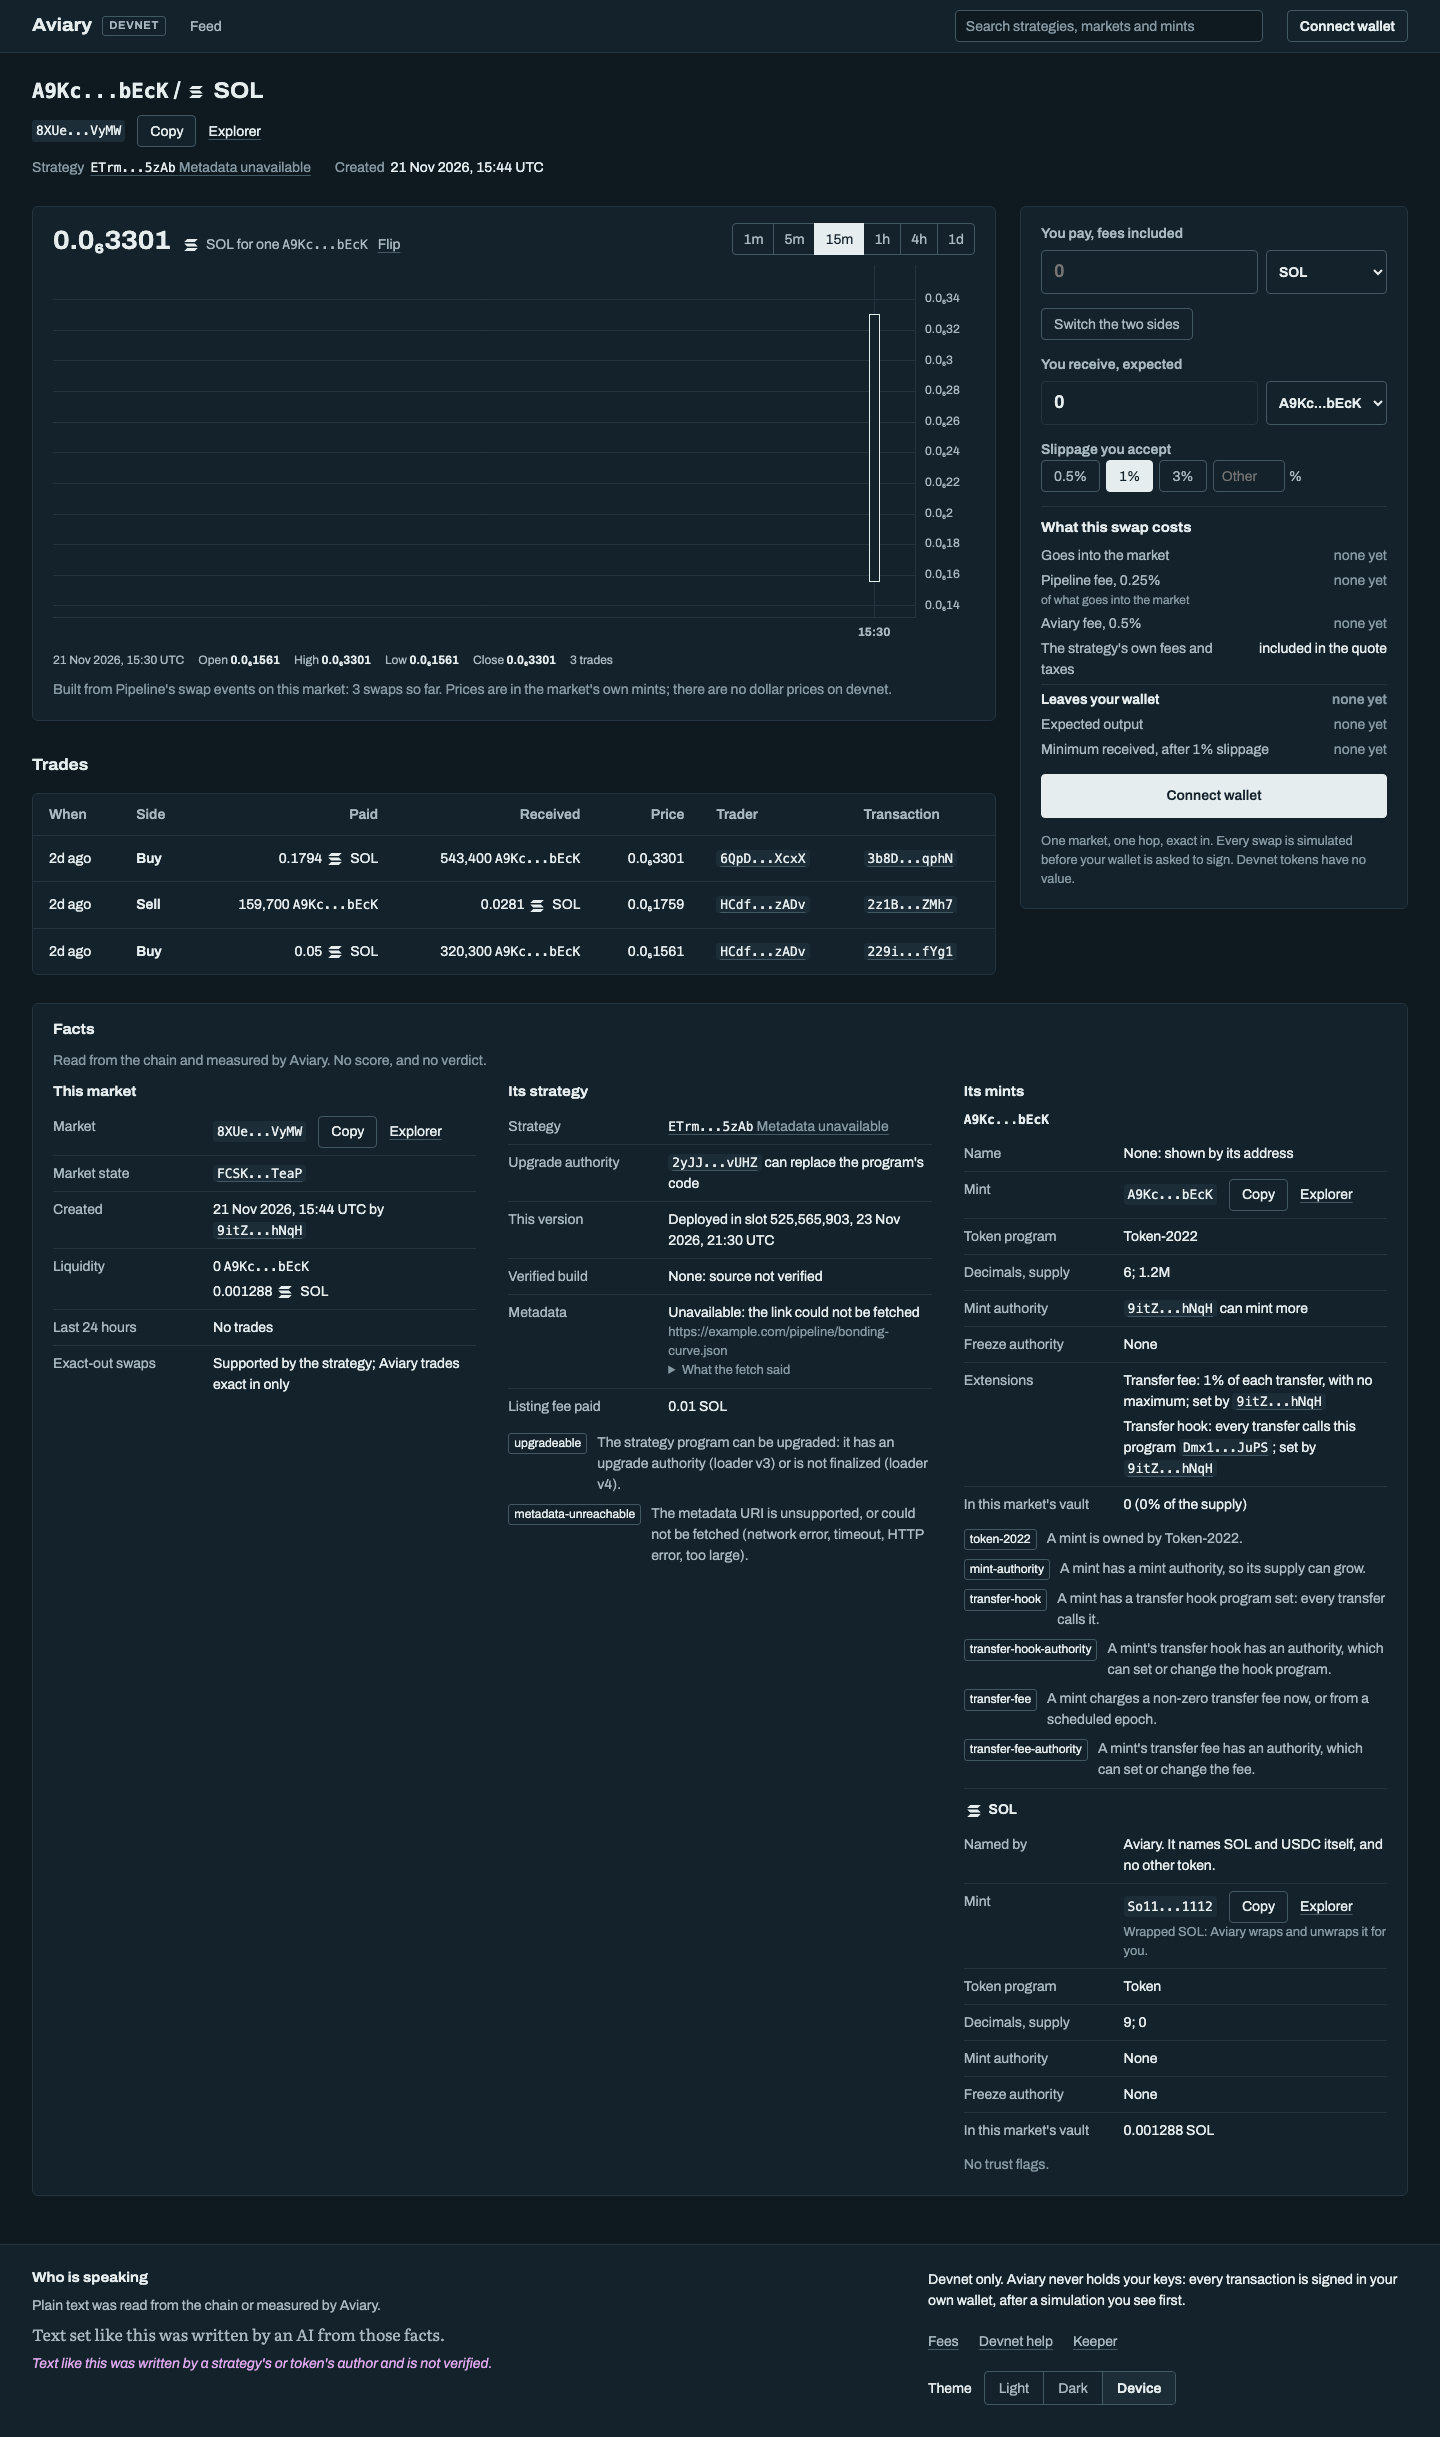 Aviary DEVNET Feed Search strategies, markets and mints Connect wallet
A9Kc...bEcK / SOL
8XUe...VyMW Copy Explorer
Strategy ETrm...5zAb Metadata unavailable Created 21 Nov 2026, 15:44 UTC
0.0₆3301 SOL for one A9Kc...bEcK Flip
1m 5m 15m 1h 4h 1d
0.0₆34
0.0₆32
0.0₆3
0.0₆28
0.0₆26
0.0₆24
0.0₆22
0.0₆2
0.0₆18
0.0₆16
0.0₆14
15:30
21 Nov 2026, 15:30 UTC Open 0.0₆1561 High 0.0₆3301 Low 0.0₆1561 Close 0.0₆3301 3 trades
Built from Pipeline's swap events on this market: 3 swaps so far. Prices are in the market's own mints; there are no dollar prices on devnet.
You pay, fees included
0 SOL
Switch the two sides
You receive, expected
0 A9Kc...bEcK
Slippage you accept
0.5% 1% 3% Other %
What this swap costs
Goes into the market none yet
Pipeline fee, 0.25% none yet
of what goes into the market
Aviary fee, 0.5% none yet
The strategy's own fees and included in the quote
taxes
Leaves your wallet none yet
Expected output none yet
Minimum received, after 1% slippage none yet
Connect wallet
One market, one hop, exact in. Every swap is simulated
before your wallet is asked to sign. Devnet tokens have no
value.
Trades
When Side Paid Received Price Trader Transaction
2d ago Buy 0.1794 SOL 543,400 A9Kc...bEcK 0.0₆3301 6QpD...XcxX 3b8D...qphN
2d ago Sell 159,700 A9Kc...bEcK 0.0281 SOL 0.0₆1759 HCdf...zADv 2z1B...ZMh7
2d ago Buy 0.05 SOL 320,300 A9Kc...bEcK 0.0₆1561 HCdf...zADv 229i...fYg1
Facts
Read from the chain and measured by Aviary. No score, and no verdict.
This market
Market 8XUe...VyMW Copy Explorer
Market state FCSK...TeaP
Created 21 Nov 2026, 15:44 UTC by
9itZ...hNqH
Liquidity 0 A9Kc...bEcK
0.001288 SOL
Last 24 hours No trades
Exact-out swaps Supported by the strategy; Aviary trades
exact in only
Its strategy
Strategy ETrm...5zAb Metadata unavailable
Upgrade authority 2yJJ...vUHZ can replace the program's
code
This version Deployed in slot 525,565,903, 23 Nov
2026, 21:30 UTC
Verified build None: source not verified
Metadata Unavailable: the link could not be fetched
https://example.com/pipeline/bonding-
curve.json
▶ What the fetch said
Listing fee paid 0.01 SOL
upgradeable The strategy program can be upgraded: it has an
upgrade authority (loader v3) or is not finalized (loader
v4).
metadata-unreachable The metadata URI is unsupported, or could
not be fetched (network error, timeout, HTTP
error, too large).
Its mints
A9Kc...bEcK
Name None: shown by its address
Mint A9Kc...bEcK Copy Explorer
Token program Token-2022
Decimals, supply 6; 1.2M
Mint authority 9itZ...hNqH can mint more
Freeze authority None
Extensions Transfer fee: 1% of each transfer, with no
maximum; set by 9itZ...hNqH
Transfer hook: every transfer calls this
program Dmx1...JuPS; set by
9itZ...hNqH
In this market's vault 0 (0% of the supply)
token-2022 A mint is owned by Token-2022.
mint-authority A mint has a mint authority, so its supply can grow.
transfer-hook A mint has a transfer hook program set: every transfer
calls it.
transfer-hook-authority A mint's transfer hook has an authority, which
can set or change the hook program.
transfer-fee A mint charges a non-zero transfer fee now, or from a
scheduled epoch.
transfer-fee-authority A mint's transfer fee has an authority, which
can set or change the fee.
SOL
Named by Aviary. It names SOL and USDC itself, and
no other token.
Mint So11...1112 Copy Explorer
Wrapped SOL: Aviary wraps and unwraps it for
you.
Token program Token
Decimals, supply 9; 0
Mint authority None
Freeze authority None
In this market's vault 0.001288 SOL
No trust flags.
Who is speaking
Plain text was read from the chain or measured by Aviary.
Text set like this was written by an AI from those facts.
Text like this was written by a strategy's or token's author and is not verified.
Devnet only. Aviary never holds your keys: every transaction is signed in your
own wallet, after a simulation you see first.
Fees Devnet help Keeper
Theme Light Dark Device